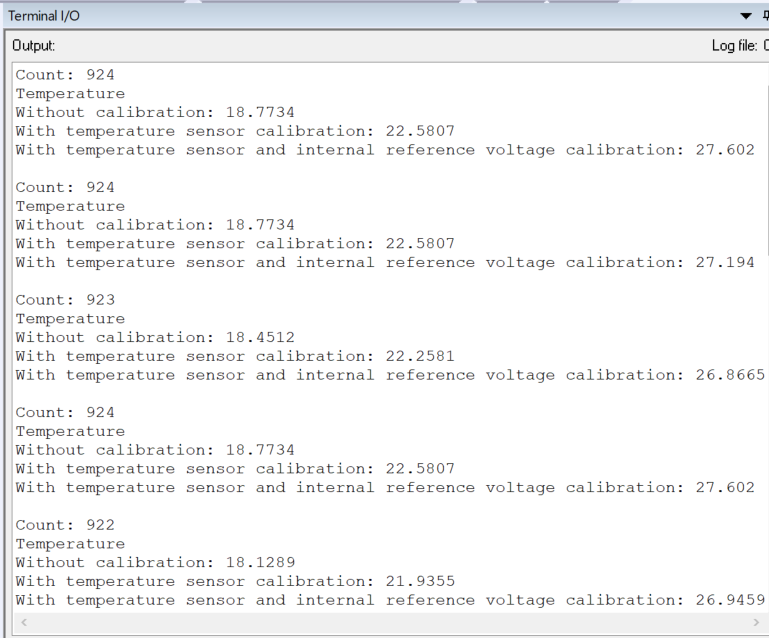 Terminal I/O
Output:
Log file:
Count: 924
Temperature
Without calibration: 18.7734
With temperature sensor calibration: 22.5807
With temperature sensor and internal reference voltage calibration: 27.602
Count: 924
Temperature
Without calibration: 18.7734
With temperature sensor calibration: 22.5807
With temperature sensor and internal reference voltage calibration: 27.194
Count: 923
Temperature
Without calibration: 18.4512
With temperature sensor calibration: 22.2581
With temperature sensor and internal reference voltage calibration: 26.8665
Count: 924
Temperature
Without calibration: 18.7734
With temperature sensor calibration: 22.5807
With temperature sensor and internal reference voltage calibration: 27.602
Count: 922
Temperature
Without calibration: 18.1289
With temperature sensor calibration: 21.9355
With temperature sensor and internal reference voltage calibration: 26.9459